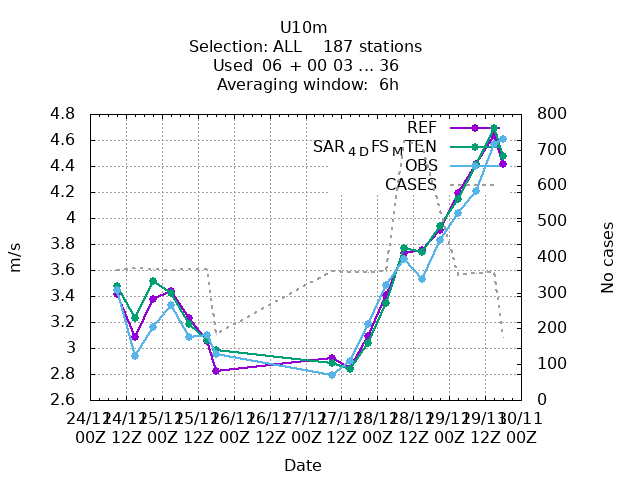 U10m
Selection: ALL 187 stations
Used 06 + 00 03 ... 36
Averaging window: 6h
REF
SAR4DFSMTEN
OBS
CASES
4.8
4.6
4.4
4.2
4
3.8
3.6
3.4
3.2
3
2.8
2.6
800
700
600
500
400
300
200
100
0
m/s
No cases
24/11 24/11 25/11 25/11 26/11 26/11 27/11 27/11 28/11 28/11 29/11 29/11 30/11
00Z 12Z 00Z 12Z 00Z 12Z 00Z 12Z 00Z 12Z 00Z 12Z 00Z
Date